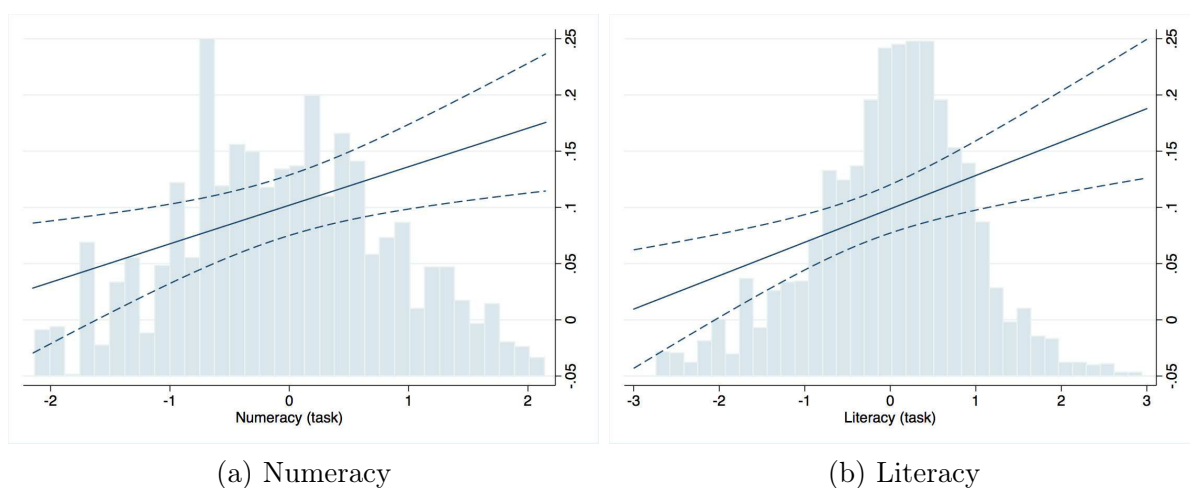 .25
.2
.15
.1
.05
0
-.05
-2 -1 0 1 2
Numeracy (task)
(a) Numeracy
.25
.2
.15
.1
.05
0
-.05
-3 -2 -1 0 1 2 3
Literacy (task)
(b) Literacy